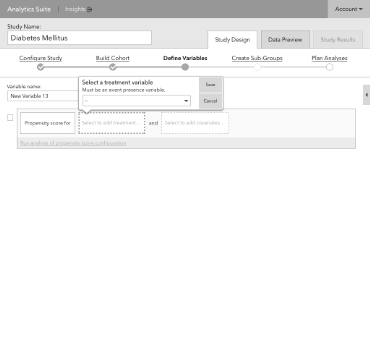 Analytics Suite | Insights
Account
Study Name:
Diabetes Mellitus
Study Design
Data Preview
Study Results
Configure Study
Build Cohort
Define Variables
Create Sub-Groups
Plan Analyses
Select a treatment variable
Must be an event presence variable.
--
Save
Cancel
Variable name:
New Variable 13
Propensity score for
Select to add treatment...
and
Select to add covariates...
Run analysis of propensity score configuration